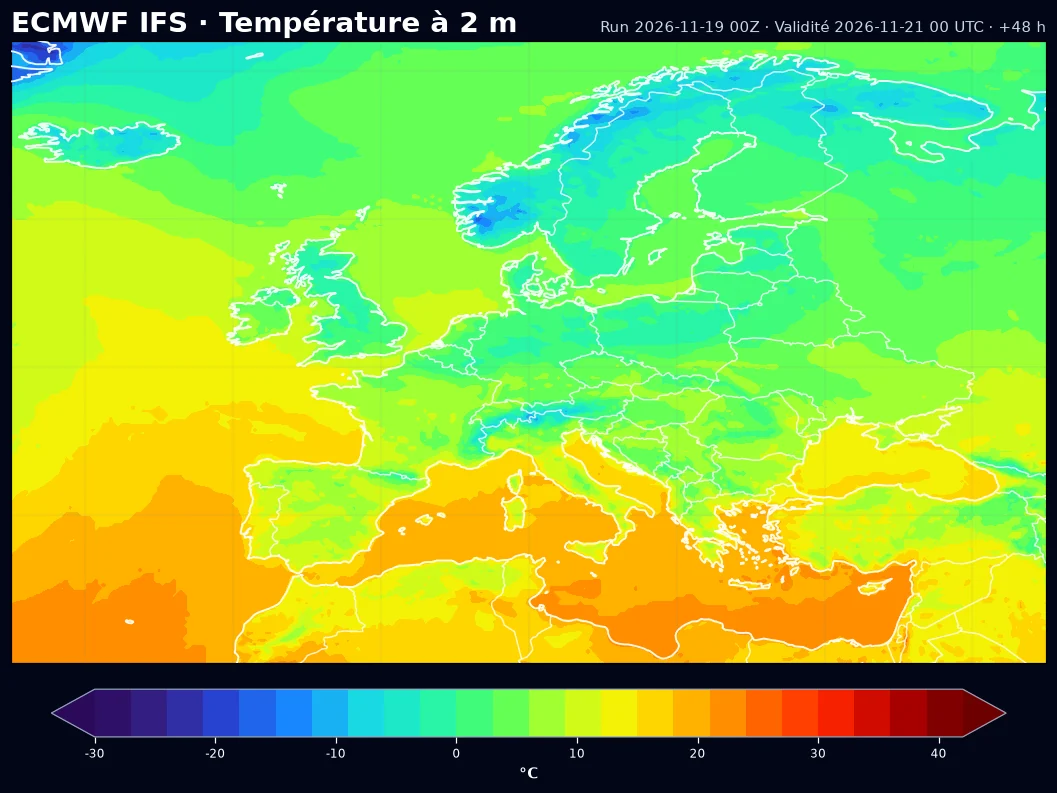 ECMWF IFS · Température à 2 m
Run 2026-11-19 00Z · Validité 2026-11-21 00 UTC · +48 h
-30 -20 -10 0 10 20 30 40
°C